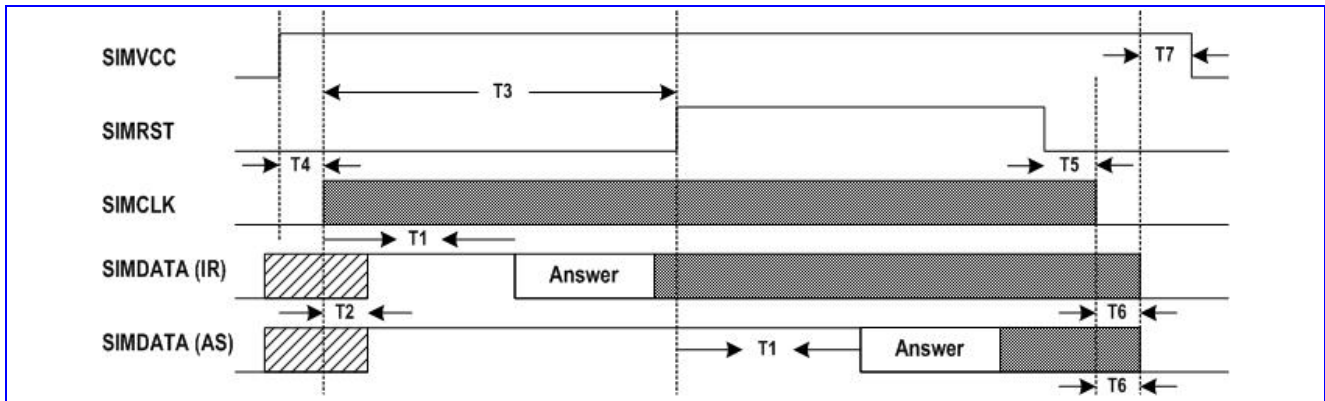 SIMVCC
T7
T3
SIMRST
T4
T5
SIMCLK
T1
SIMDATA (IR)
Answer
T2
T6
SIMDATA (AS)
T1
Answer
T6